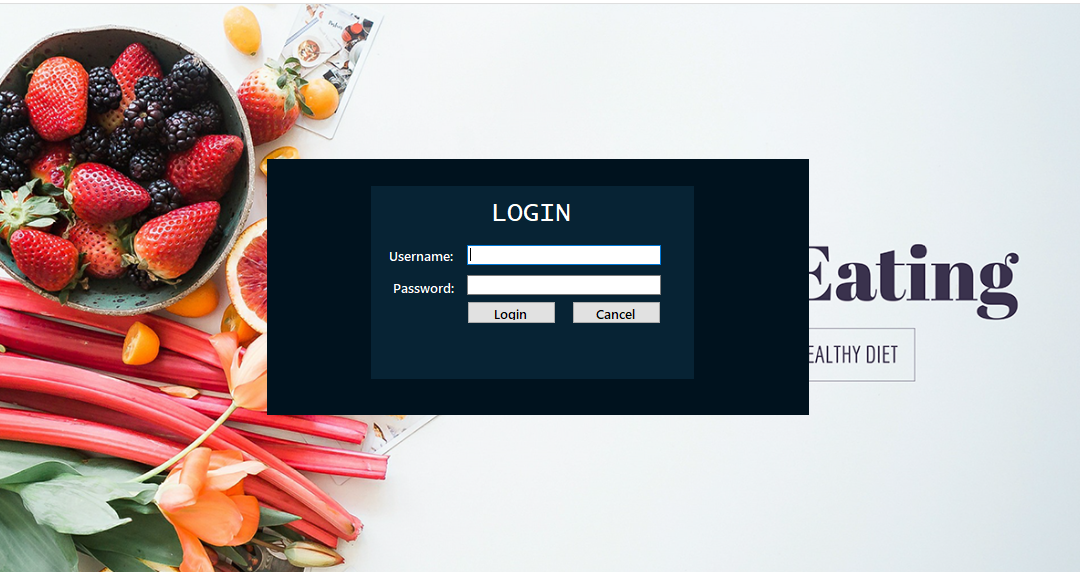 LOGIN
Username:
Password:
Login
Cancel
Eating
EALTHY DIET